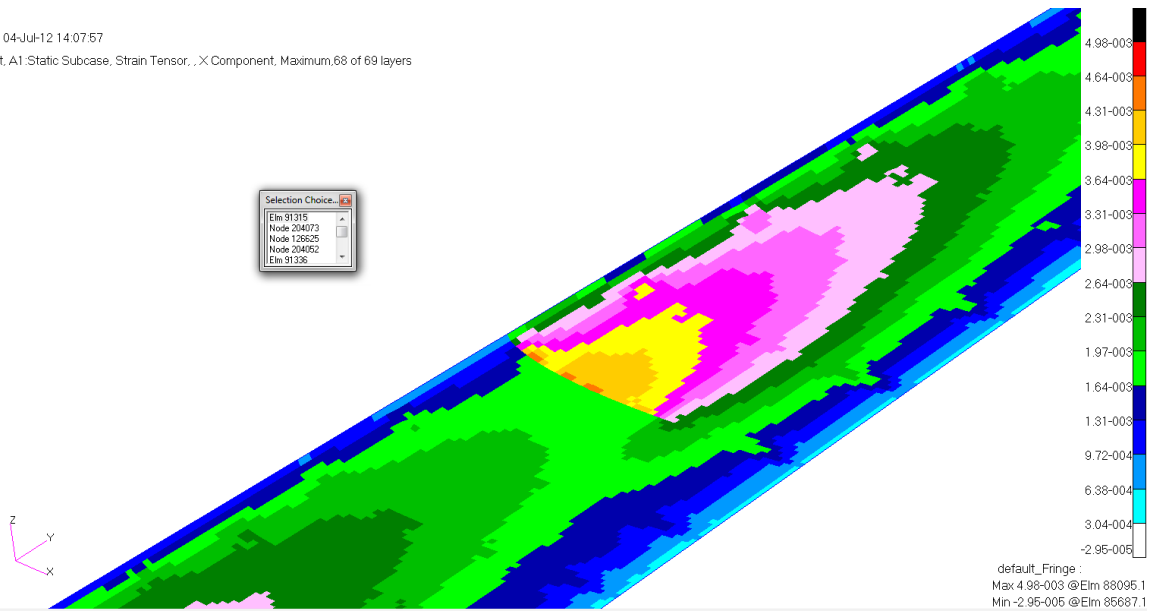 04-Jul-12 14:07:57
t, A1:Static Subcase, Strain Tensor, , X Component, Maximum,68 of 69 layers
Selection Choice...
Elm 91315
Node 204073
Node 126625
Node 204052
Elm 91336
4.98-003
4.64-003
4.31-003
3.98-003
3.64-003
3.31-003
2.98-003
2.64-003
2.31-003
1.97-003
1.64-003
1.31-003
9.72-004
6.38-004
3.04-004
-2.95-005
Z
Y
X
default_Fringe :
Max 4.98-003 @Elm 88095.1
Min -2.95-005 @Elm 85687.1